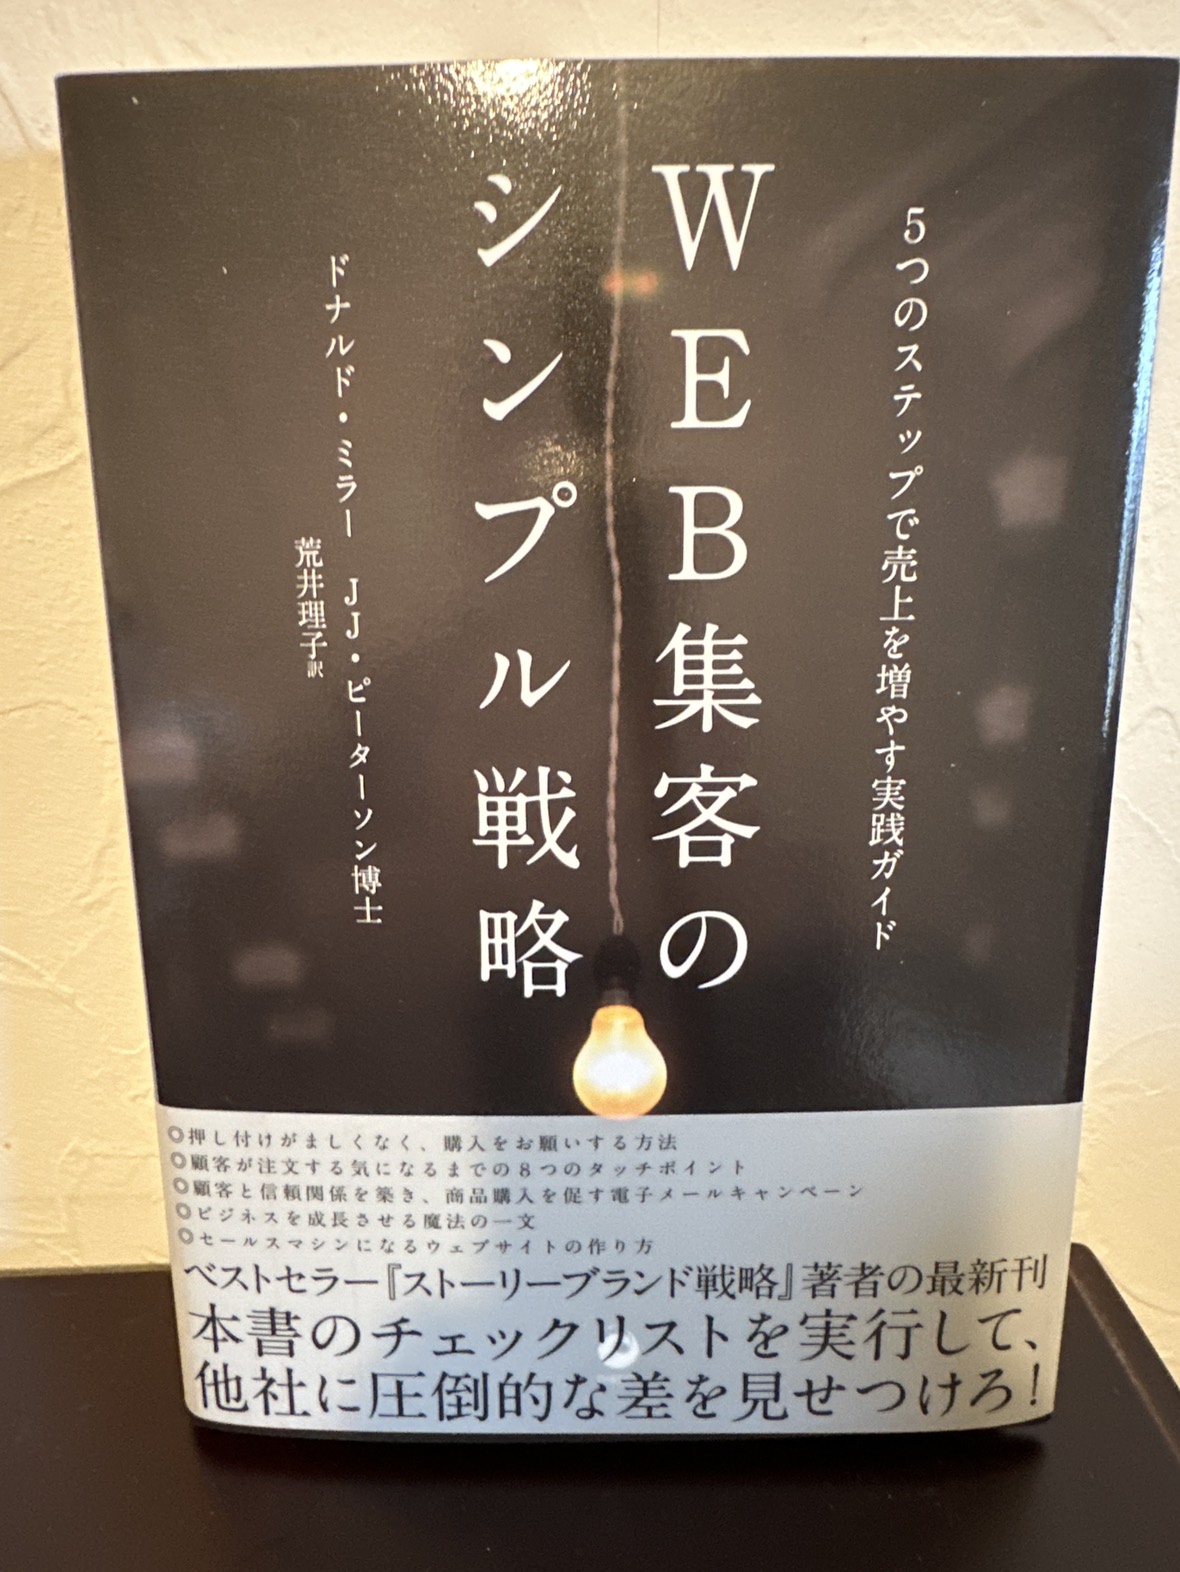 5つのステップで売上を増やす実践ガイド
WEB集客の
シンプル戦略
ドナルド・ミラー JJ・ピーターソン博士
荒井理子 訳
◎押し付けがましくなく、購入をお願いする方法
◎顧客が注文する気になるまでの8つのタッチポイント
◎顧客と信頼関係を築き、商品購入を促す電子メールキャンペーン
◎ビジネスを成長させる魔法の一文
◎セールスマシンになるウェブサイトの作り方
ベストセラー『ストーリーブランド戦略』著者の最新刊
本書のチェックリストを実行して、
他社に圧倒的な差を見せつけろ!